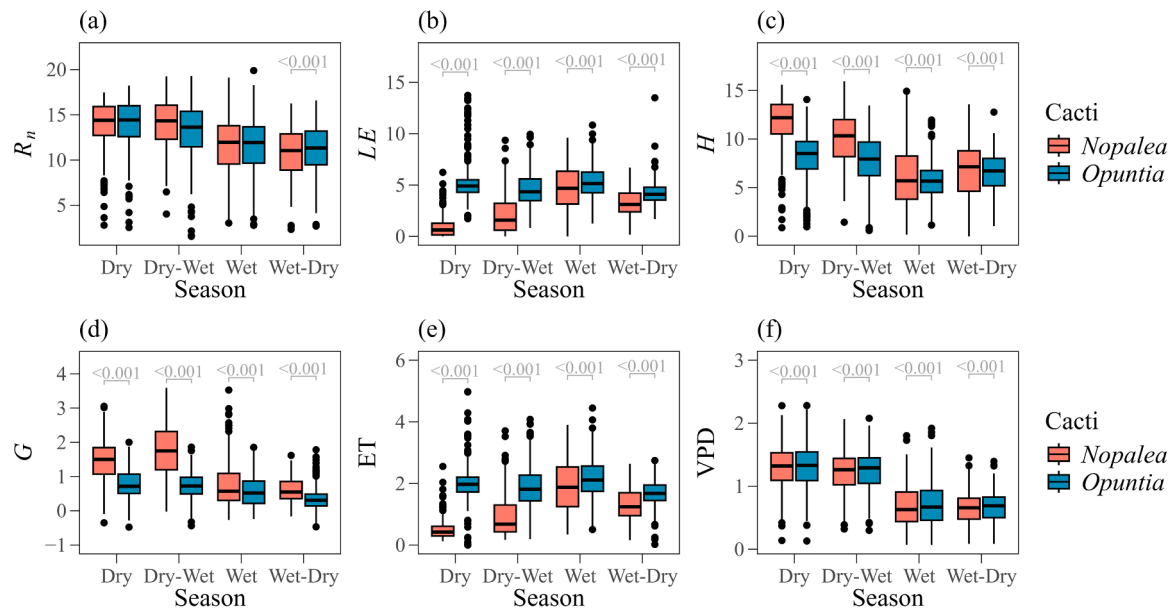 (a)
(b)
(c)
<0.001
<0.001 <0.001 <0.001 <0.001
<0.001 <0.001 <0.001 <0.001
20
15
10
5
R_n
15
10
5
0
LE
15
10
5
0
H
Cacti
Nopalea
Opuntia
Dry Dry-Wet Wet Wet-Dry
Season
Dry Dry-Wet Wet Wet-Dry
Season
Dry Dry-Wet Wet Wet-Dry
Season
(d)
(e)
(f)
<0.001 <0.001 <0.001 <0.001
<0.001 <0.001 <0.001 <0.001
<0.001 <0.001 <0.001 <0.001
4
3
2
1
0
−1
G
6
4
2
0
ET
3
2
1
0
VPD
Cacti
Nopalea
Opuntia
Dry Dry-Wet Wet Wet-Dry
Season
Dry Dry-Wet Wet Wet-Dry
Season
Dry Dry-Wet Wet Wet-Dry
Season